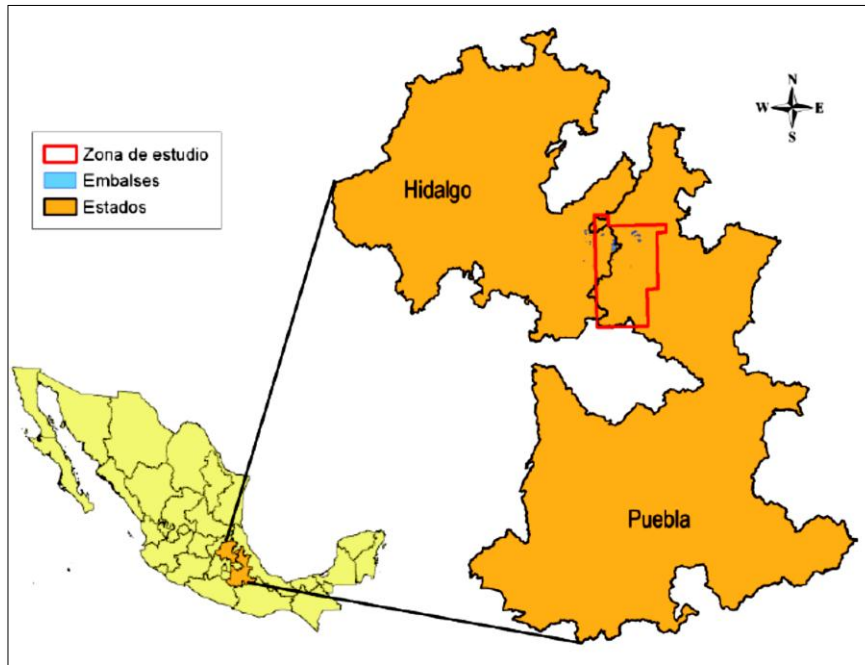 N
W E
S
Zona de estudio
Embalses
Estados
Hidalgo
Puebla